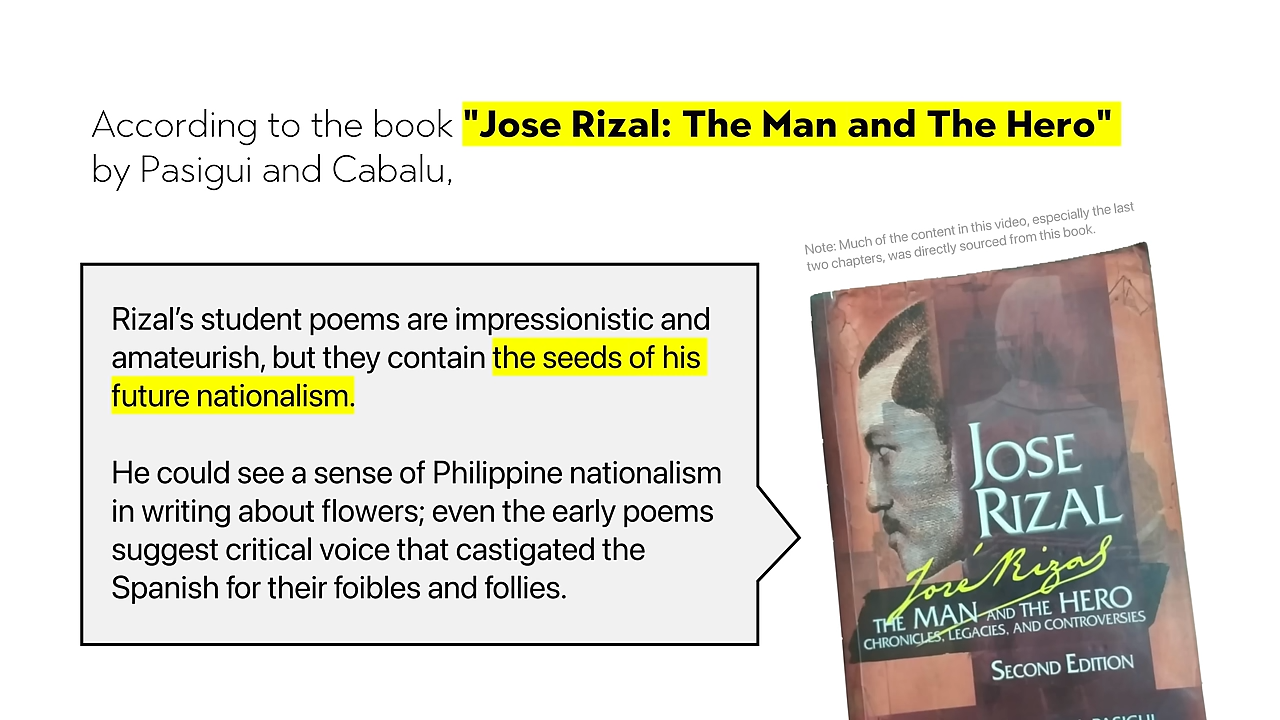 According to the book "Jose Rizal: The Man and The Hero"
by Pasigui and Cabalu,
Note: Much of the content in this video, especially the last
two chapters, was directly sourced from this book.
Rizal’s student poems are impressionistic and
amateurish, but they contain the seeds of his
future nationalism.
He could see a sense of Philippine nationalism
in writing about flowers; even the early poems
suggest critical voice that castigated the
Spanish for their foibles and follies.
JOSE
RIZAL
José Rizal
THE MAN AND THE HERO
CHRONICLES, LEGACIES, AND CONTROVERSIES
SECOND EDITION
PASIGUI